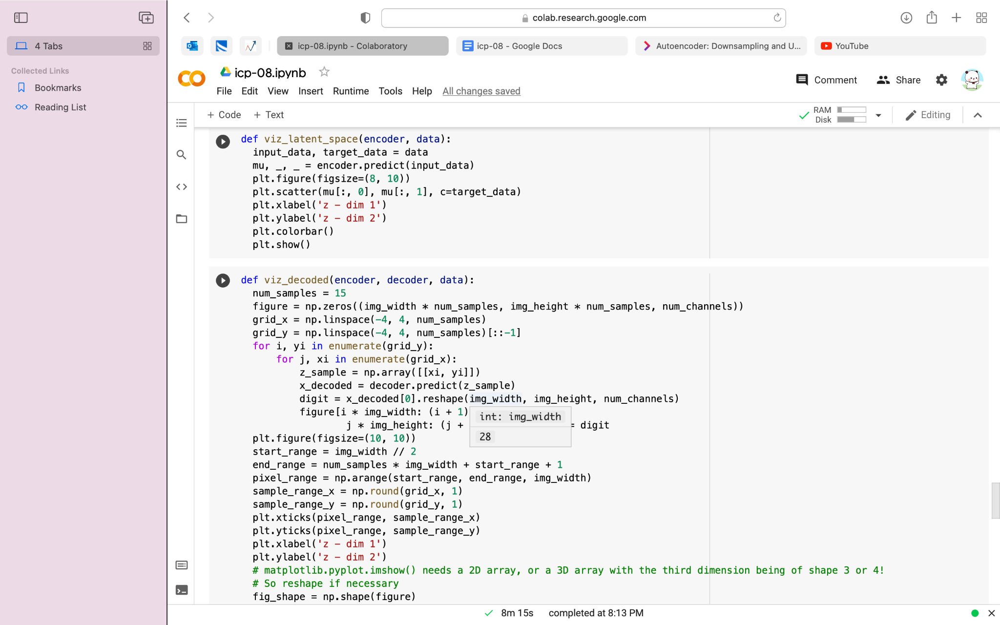 colab.research.google.com
4 Tabs
icp-08.ipynb - Colaboratory
icp-08 - Google Docs
Autoencoder: Downsampling and U...
YouTube
Collected Links
Bookmarks
Reading List
icp-08.ipynb
Comment
Share
File Edit View Insert Runtime Tools Help All changes saved
+ Code + Text
RAM
Disk
Editing
def viz_latent_space(encoder, data):
input_data, target_data = data
mu, _, _ = encoder.predict(input_data)
plt.figure(figsize=(8, 10))
plt.scatter(mu[:, 0], mu[:, 1], c=target_data)
plt.xlabel('z - dim 1')
plt.ylabel('z - dim 2')
plt.colorbar()
plt.show()
def viz_decoded(encoder, decoder, data):
num_samples = 15
figure = np.zeros((img_width * num_samples, img_height * num_samples, num_channels))
grid_x = np.linspace(-4, 4, num_samples)
grid_y = np.linspace(-4, 4, num_samples)[::-1]
for i, yi in enumerate(grid_y):
for j, xi in enumerate(grid_x):
z_sample = np.array([[xi, yi]])
x_decoded = decoder.predict(z_sample)
digit = x_decoded[0].reshape(img_width, img_height, num_channels)
figure[i * img_width: (i + 1)
int: img_width
j * img_height: (j + = digit
28
plt.figure(figsize=(10, 10))
start_range = img_width // 2
end_range = num_samples * img_width + start_range + 1
pixel_range = np.arange(start_range, end_range, img_width)
sample_range_x = np.round(grid_x, 1)
sample_range_y = np.round(grid_y, 1)
plt.xticks(pixel_range, sample_range_x)
plt.yticks(pixel_range, sample_range_y)
plt.xlabel('z - dim 1')
plt.ylabel('z - dim 2')
# matplotlib.pyplot.imshow() needs a 2D array, or a 3D array with the third dimension being of shape 3 or 4!
# So reshape if necessary
fig_shape = np.shape(figure)
8m 15s completed at 8:13 PM